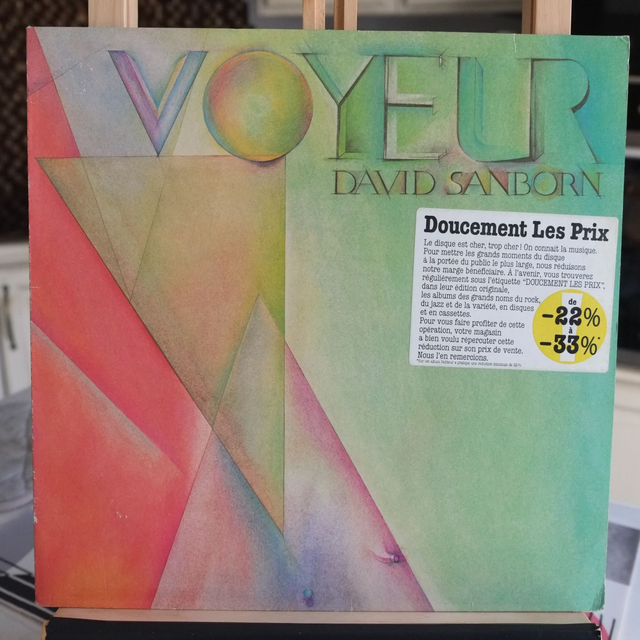 VOYEUR
DAVID SANBORN
Doucement Les Prix
Le disque est cher, trop cher ! On connait la musique.
Pour mettre les grands moments du disque
à la portée du public le plus large, nous réduisons
notre marge bénéficiaire. À l'avenir, vous trouverez
régulièrement sous l'étiquette "DOUCEMENT LES PRIX",
dans leur édition originale,
les albums des grands noms du rock,
du jazz et de la variété, en disques
et en cassettes.
Pour vous faire profiter de cette
opération, votre magasin
a bien voulu répercuter cette
réduction sur son prix de vente.
Nous l'en remercions.
de
-22%
à
-33%*